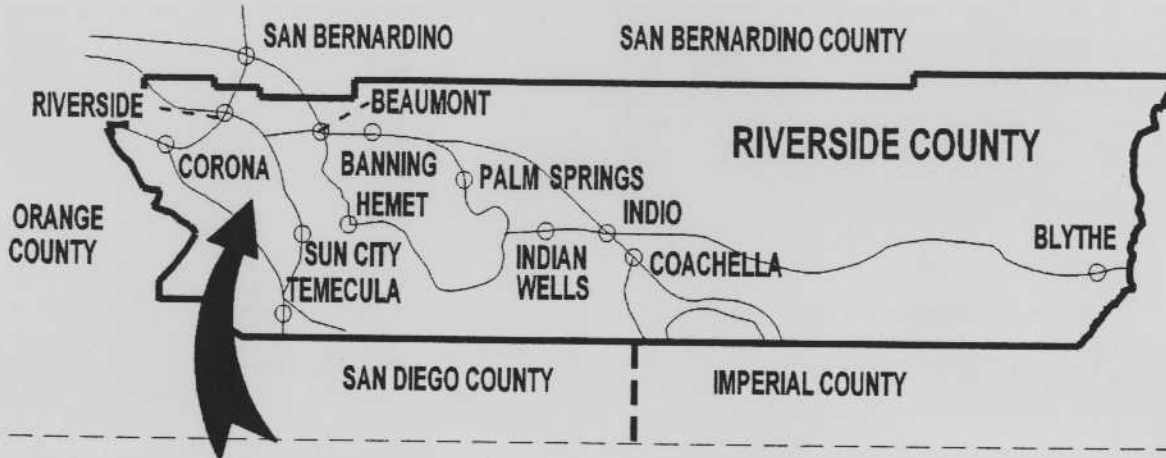 SAN BERNARDINO
SAN BERNARDINO COUNTY
RIVERSIDE
BEAUMONT
RIVERSIDE COUNTY
CORONA
BANNING
PALM SPRINGS
ORANGE
COUNTY
HEMET
INDIO
SUN CITY
INDIAN
WELLS
COACHELLA
BLYTHE
TEMECULA
SAN DIEGO COUNTY
IMPERIAL COUNTY